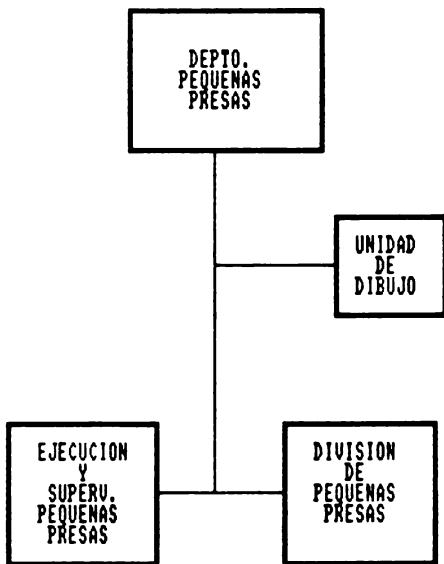 DEPTO.
PEQUENAS
PRESAS
UNIDAD
DE
DIBUJO
EJECUCION
Y
SUPERV.
PEQUENAS
PRESAS
DIVISION
DE
PEQUENAS
PRESAS